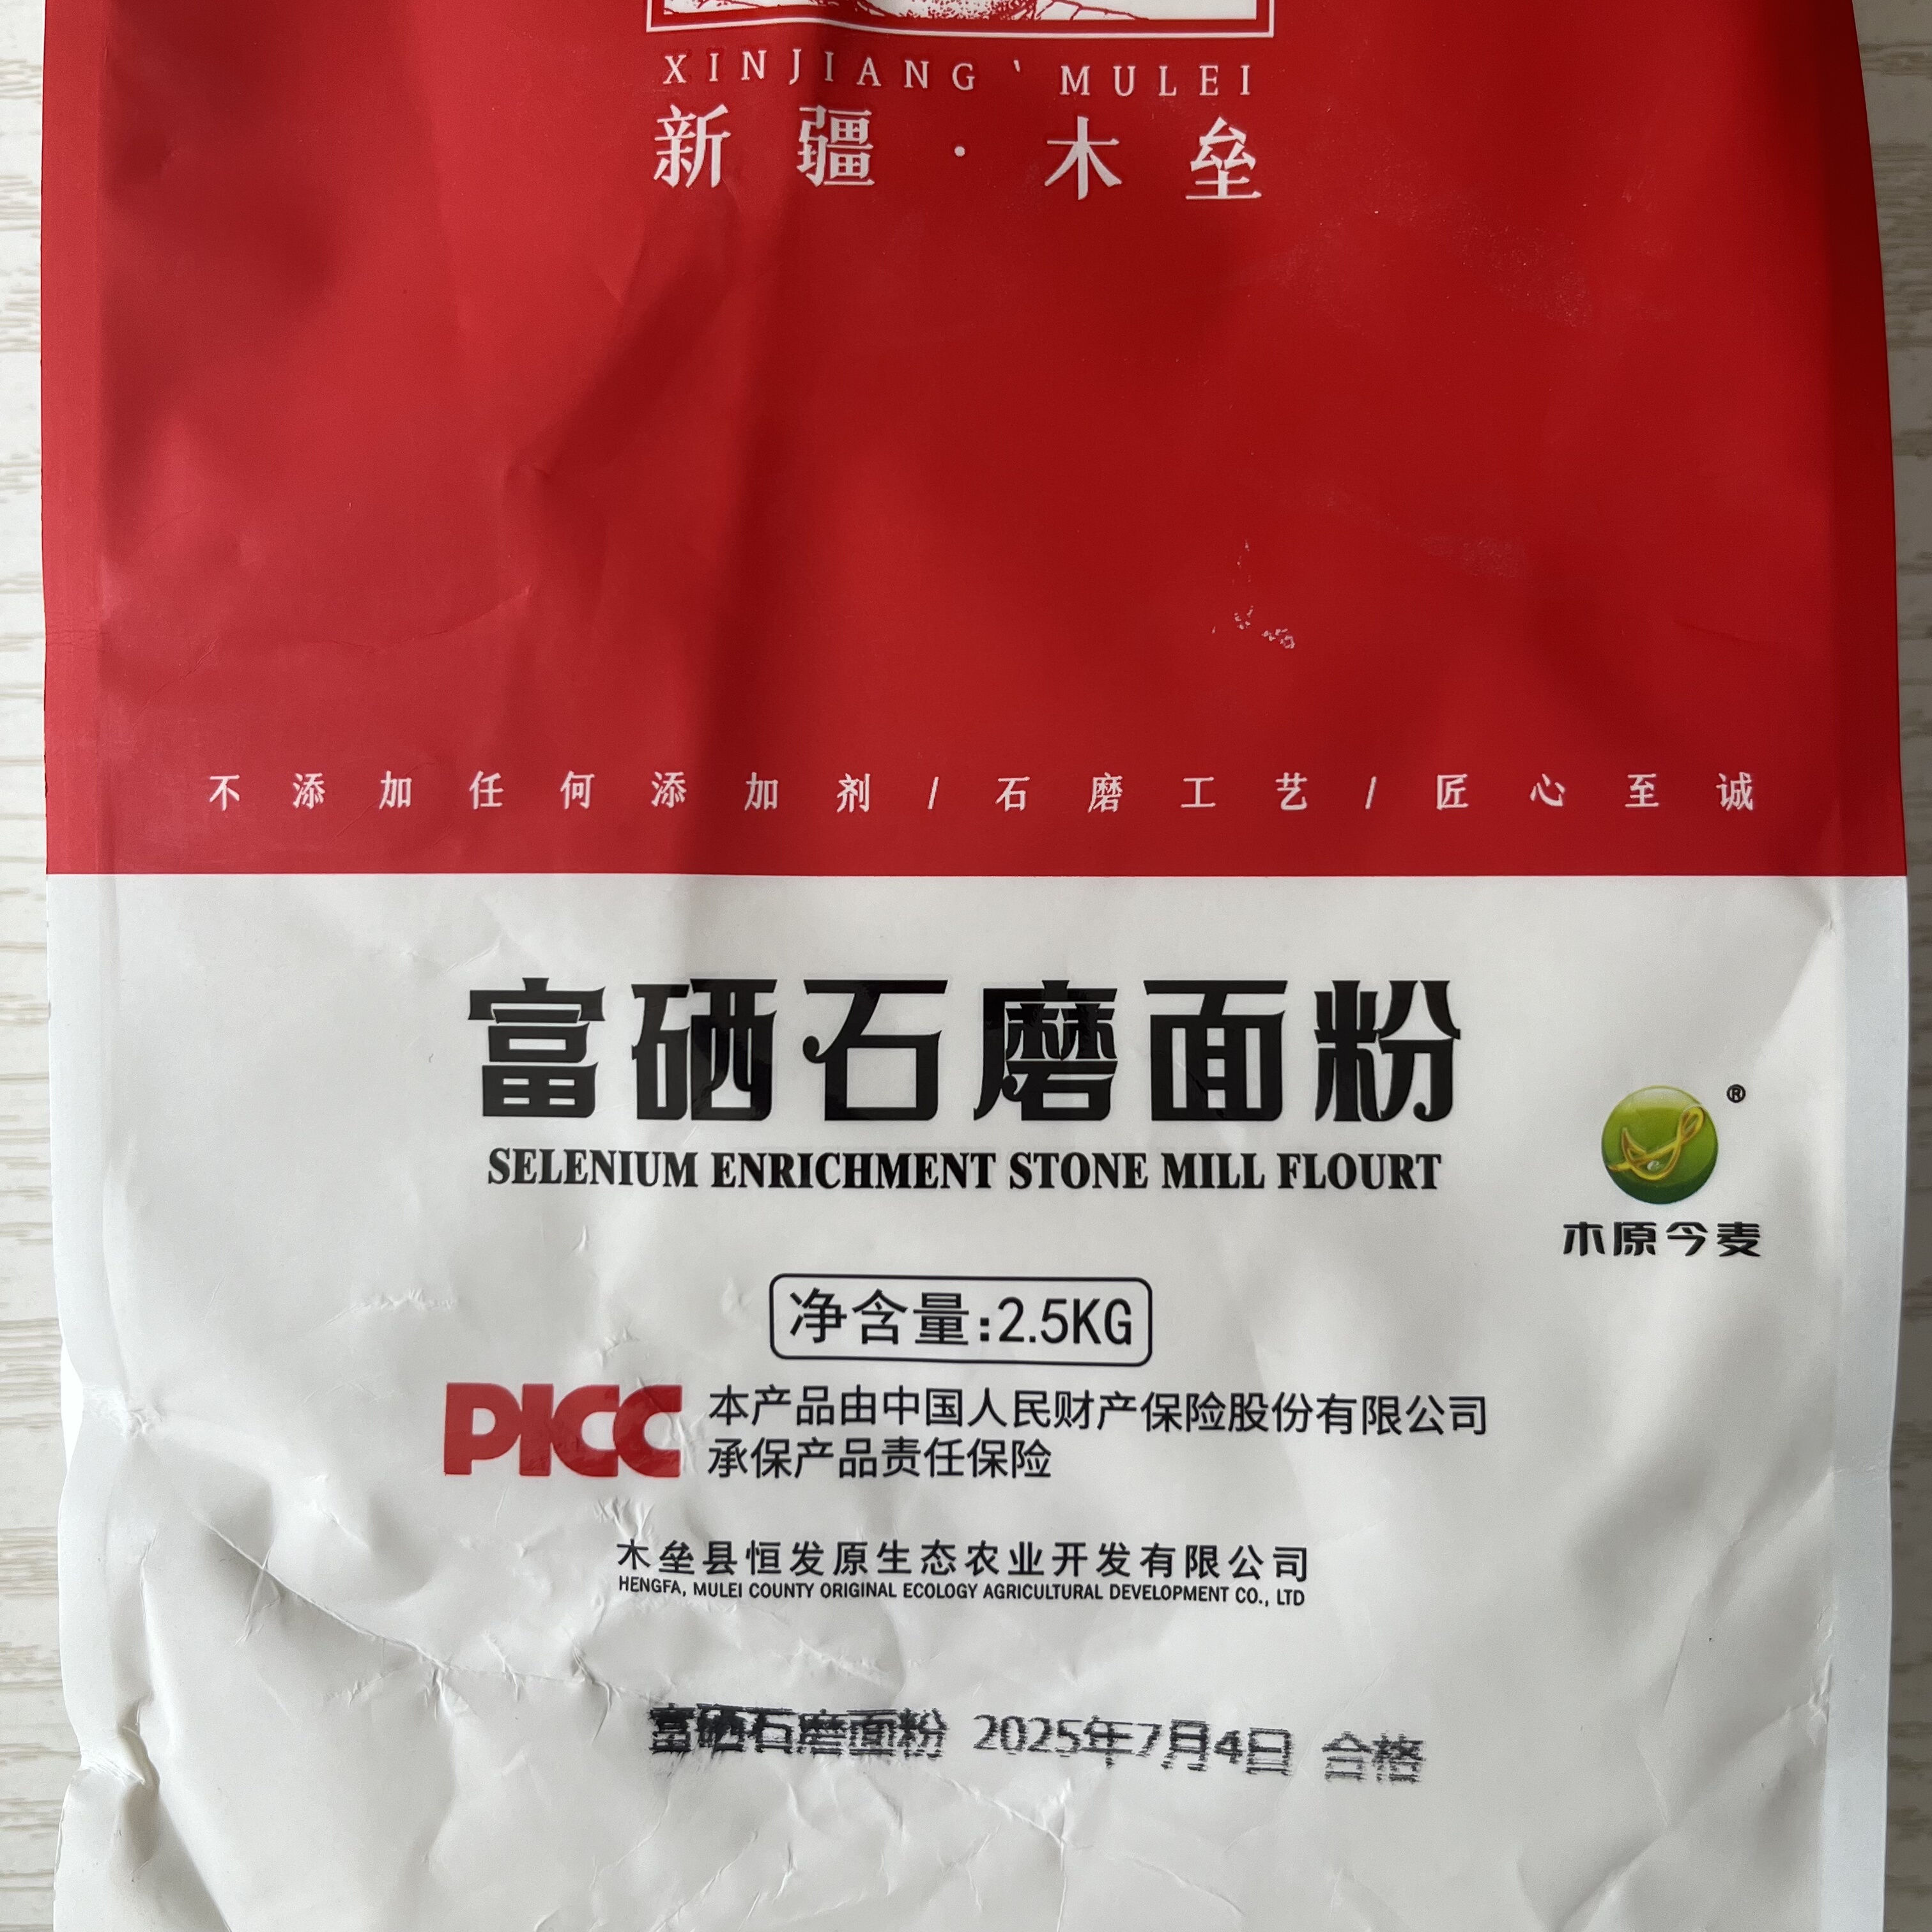 XINJIANG ' MULEI
新疆·木垒
不添加任何添加剂/石磨工艺/匠心至诚
富硒石磨面粉
SELENIUM ENRICHMENT STONE MILL FLOURT
®
木原今麦
净含量:2.5KG
PICC
本产品由中国人民财产保险股份有限公司
承保产品责任保险
木垒县恒发原生态农业开发有限公司
HENGFA, MULEI COUNTY ORIGINAL ECOLOGY AGRICULTURAL DEVELOPMENT CO., LTD
富硒石磨面粉 2025年7月4日 合格